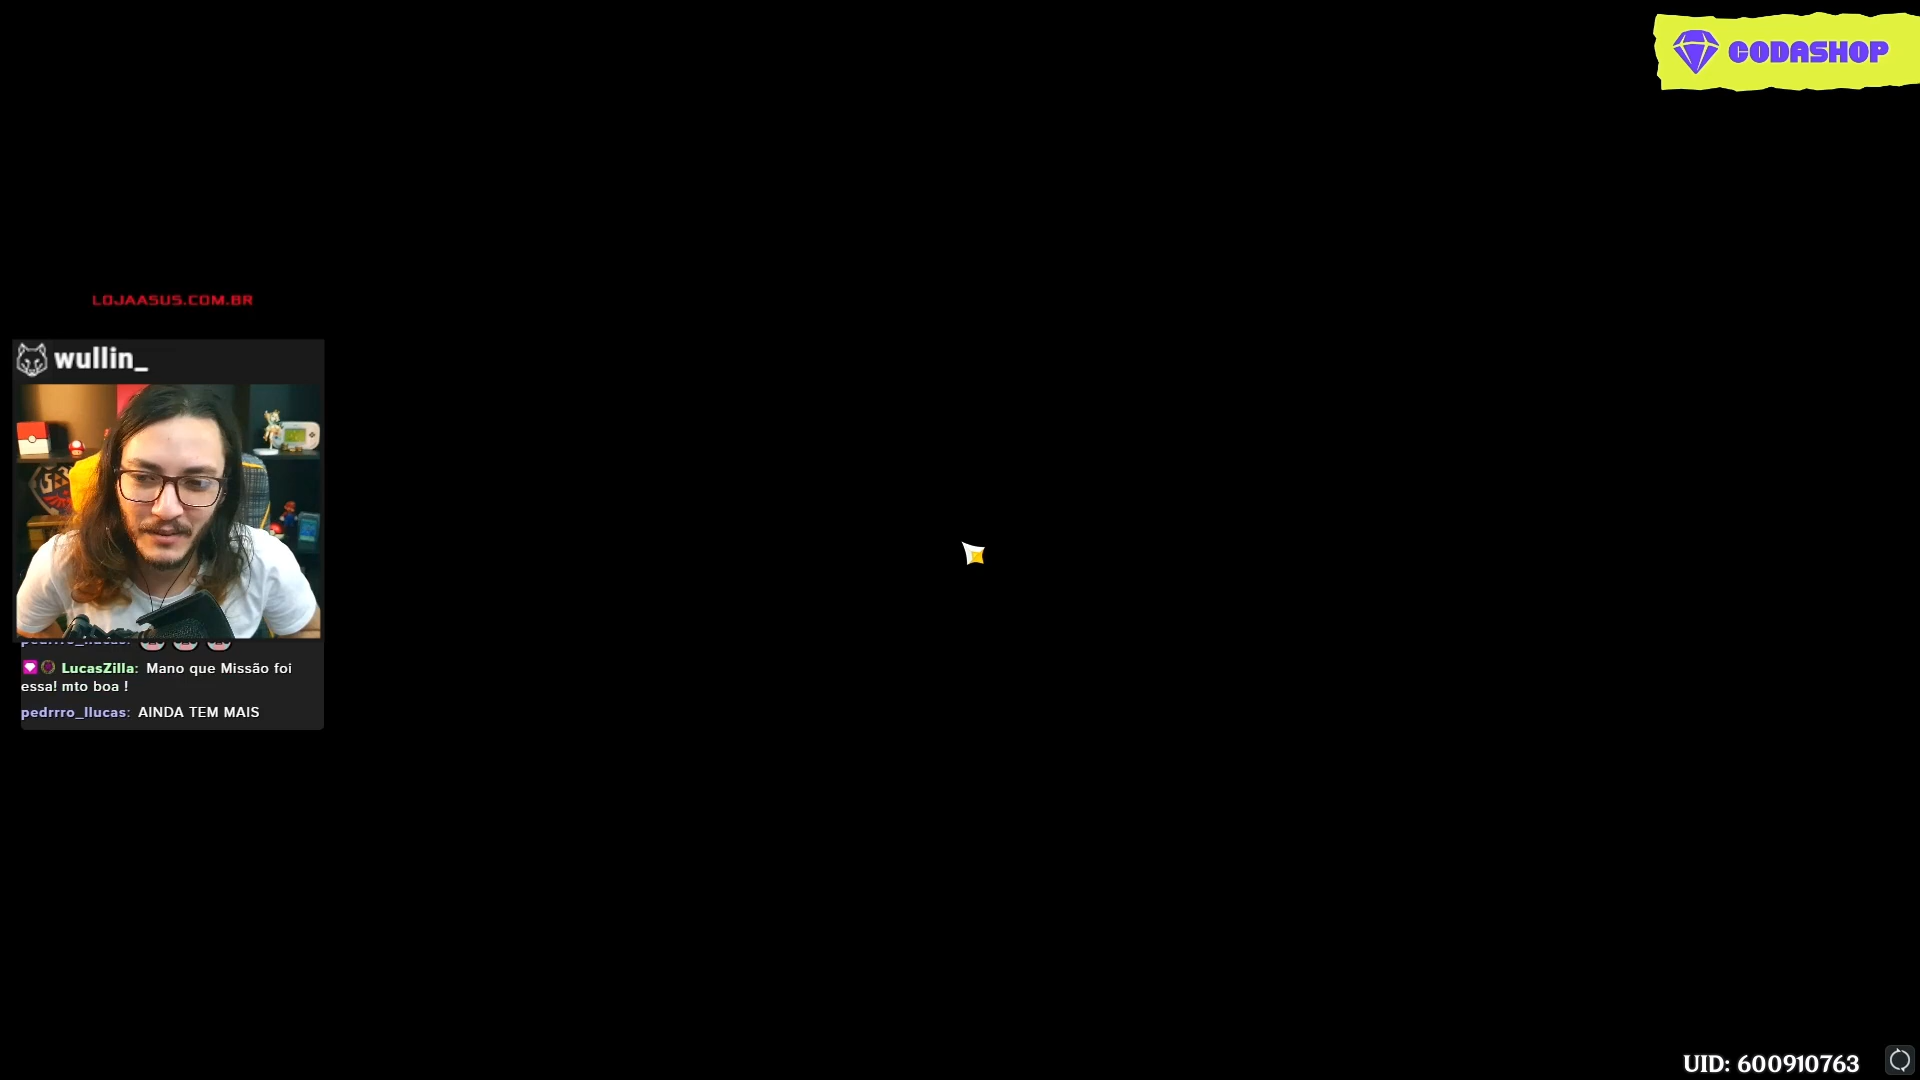 CODASHOP
LOJAASUS.COM.BR
wullin_
pedrrro_llucas:
LucasZilla: Mano que Missão foi
essa! mto boa !
pedrrro_llucas: AINDA TEM MAIS
UID: 600910763